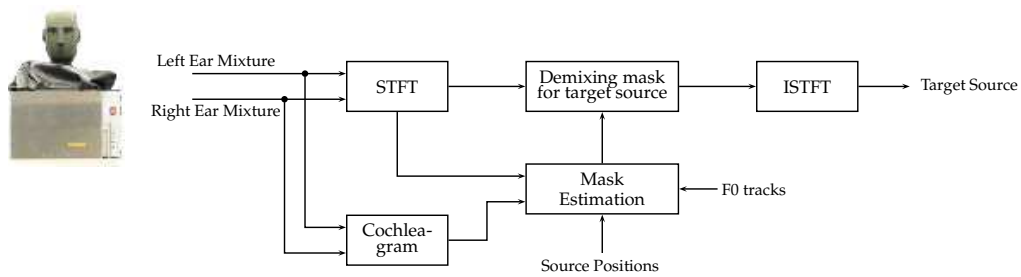 Left Ear Mixture
Right Ear Mixture
STFT
Demixing mask
for target source
ISTFT
Target Source
Mask
Estimation
F0 tracks
Cochlea-
gram
Source Positions